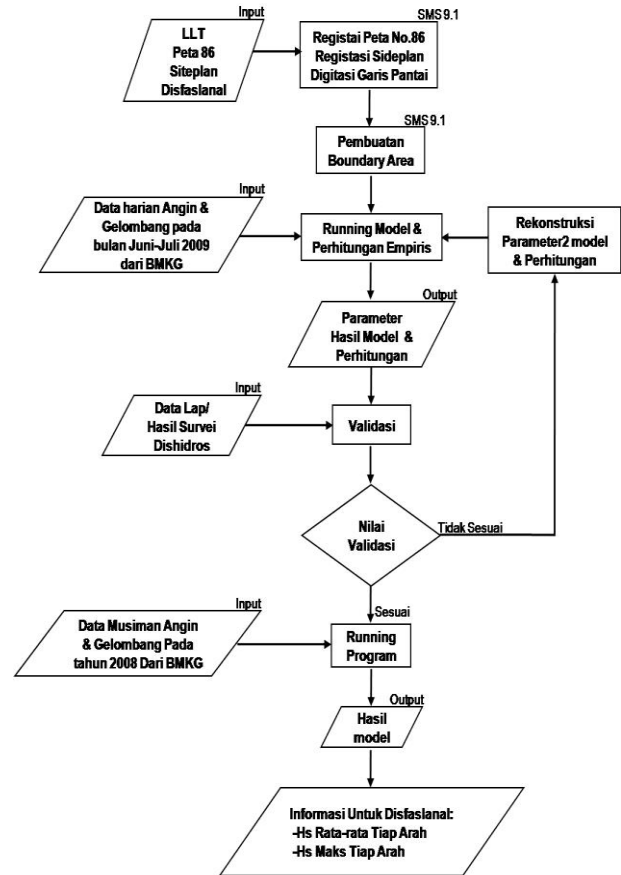 Input
LLT
Peta 86
Siteplan
Disfaslanal
SMS 9.1
Registai Peta No.86
Registasi Sideplan
Digitasi Garis Pantai
SMS 9.1
Pembuatan
Boundary Area
Input
Data harian Angin &
Gelombang pada
bulan Juni-Juli 2009
dari BMKG
Running Model &
Perhitungan Empiris
Rekonstruksi
Parameter2 model
& Perhitungan
Output
Parameter
Hasil Model &
Perhitungan
Input
Data Lap/
Hasil Survei
Dishidros
Validasi
Nilai
Validasi
Tidak Sesuai
Sesuai
Input
Data Musiman Angin
& Gelombang Pada
tahun 2008 Dari BMKG
Running
Program
Output
Hasil
model
Informasi Untuk Disfaslanal:
-Hs Rata-rata Tiap Arah
-Hs Maks Tiap Arah